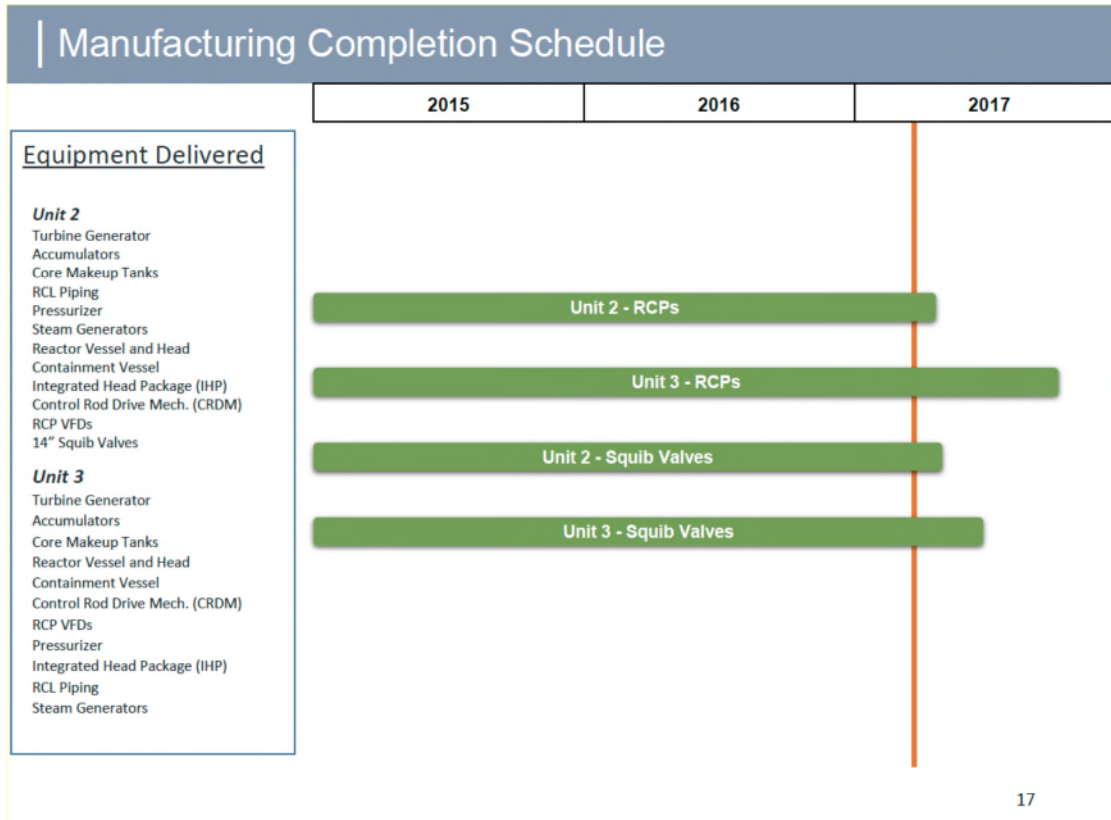 Manufacturing Completion Schedule
2015 2016 2017
Equipment Delivered
Unit 2
Turbine Generator
Accumulators
Core Makeup Tanks
RCL Piping
Pressurizer
Steam Generators
Reactor Vessel and Head
Containment Vessel
Integrated Head Package (IHP)
Control Rod Drive Mech. (CRDM)
RCP VFDs
14” Squib Valves
Unit 3
Turbine Generator
Accumulators
Core Makeup Tanks
Reactor Vessel and Head
Containment Vessel
Control Rod Drive Mech. (CRDM)
RCP VFDs
Pressurizer
Integrated Head Package (IHP)
RCL Piping
Steam Generators
Unit 2 - RCPs
Unit 3 - RCPs
Unit 2 - Squib Valves
Unit 3 - Squib Valves
17